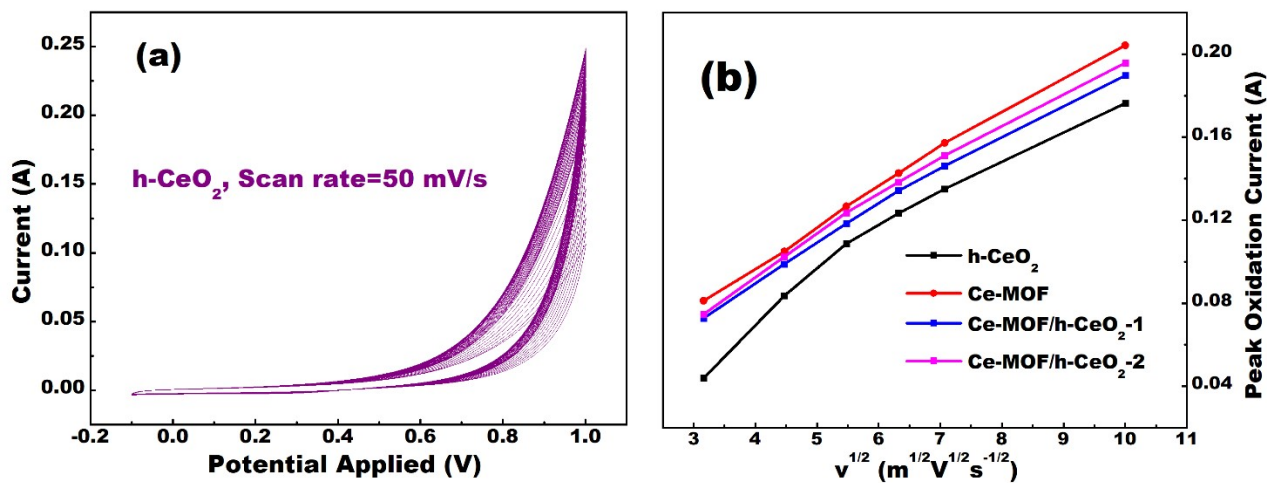 (a)
h-CeO₂, Scan rate=50 mV/s
Current (A)
0.25
0.20
0.15
0.10
0.05
0.00
-0.2 0.0 0.2 0.4 0.6 0.8 1.0
Potential Applied (V)
(b)
h-CeO₂
Ce-MOF
Ce-MOF/h-CeO₂-1
Ce-MOF/h-CeO₂-2
0.20
0.16
0.12
0.08
0.04
Peak Oxidation Current (A)
3 4 5 6 7 8 9 10 11
v¹/² (m¹/²V¹/²s⁻¹/²)